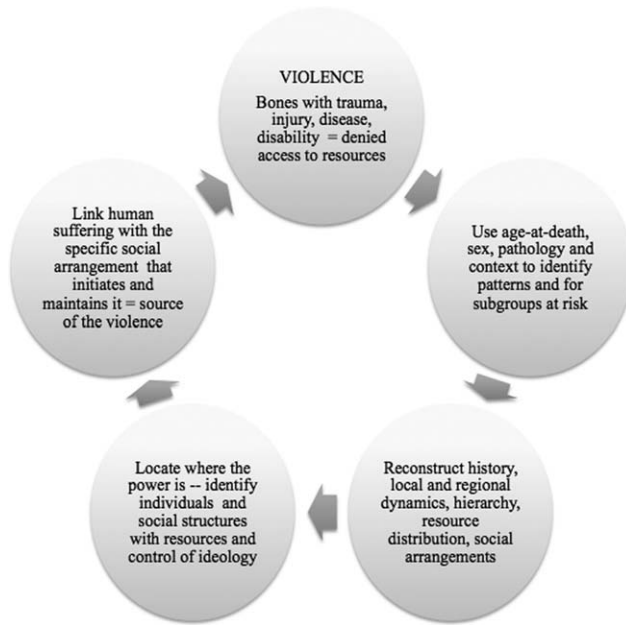 VIOLENCE
Bones with trauma,
injury, disease,
disability = denied
access to resources
Use age-at-death,
sex, pathology and
context to identify
patterns and for
subgroups at risk
Reconstruct history,
local and regional
dynamics, hierarchy,
resource
distribution, social
arrangements
Locate where the
power is -- identify
individuals and
social structures
with resources and
control of ideology
Link human
suffering with the
specific social
arrangement that
initiates and
maintains it = source
of the violence